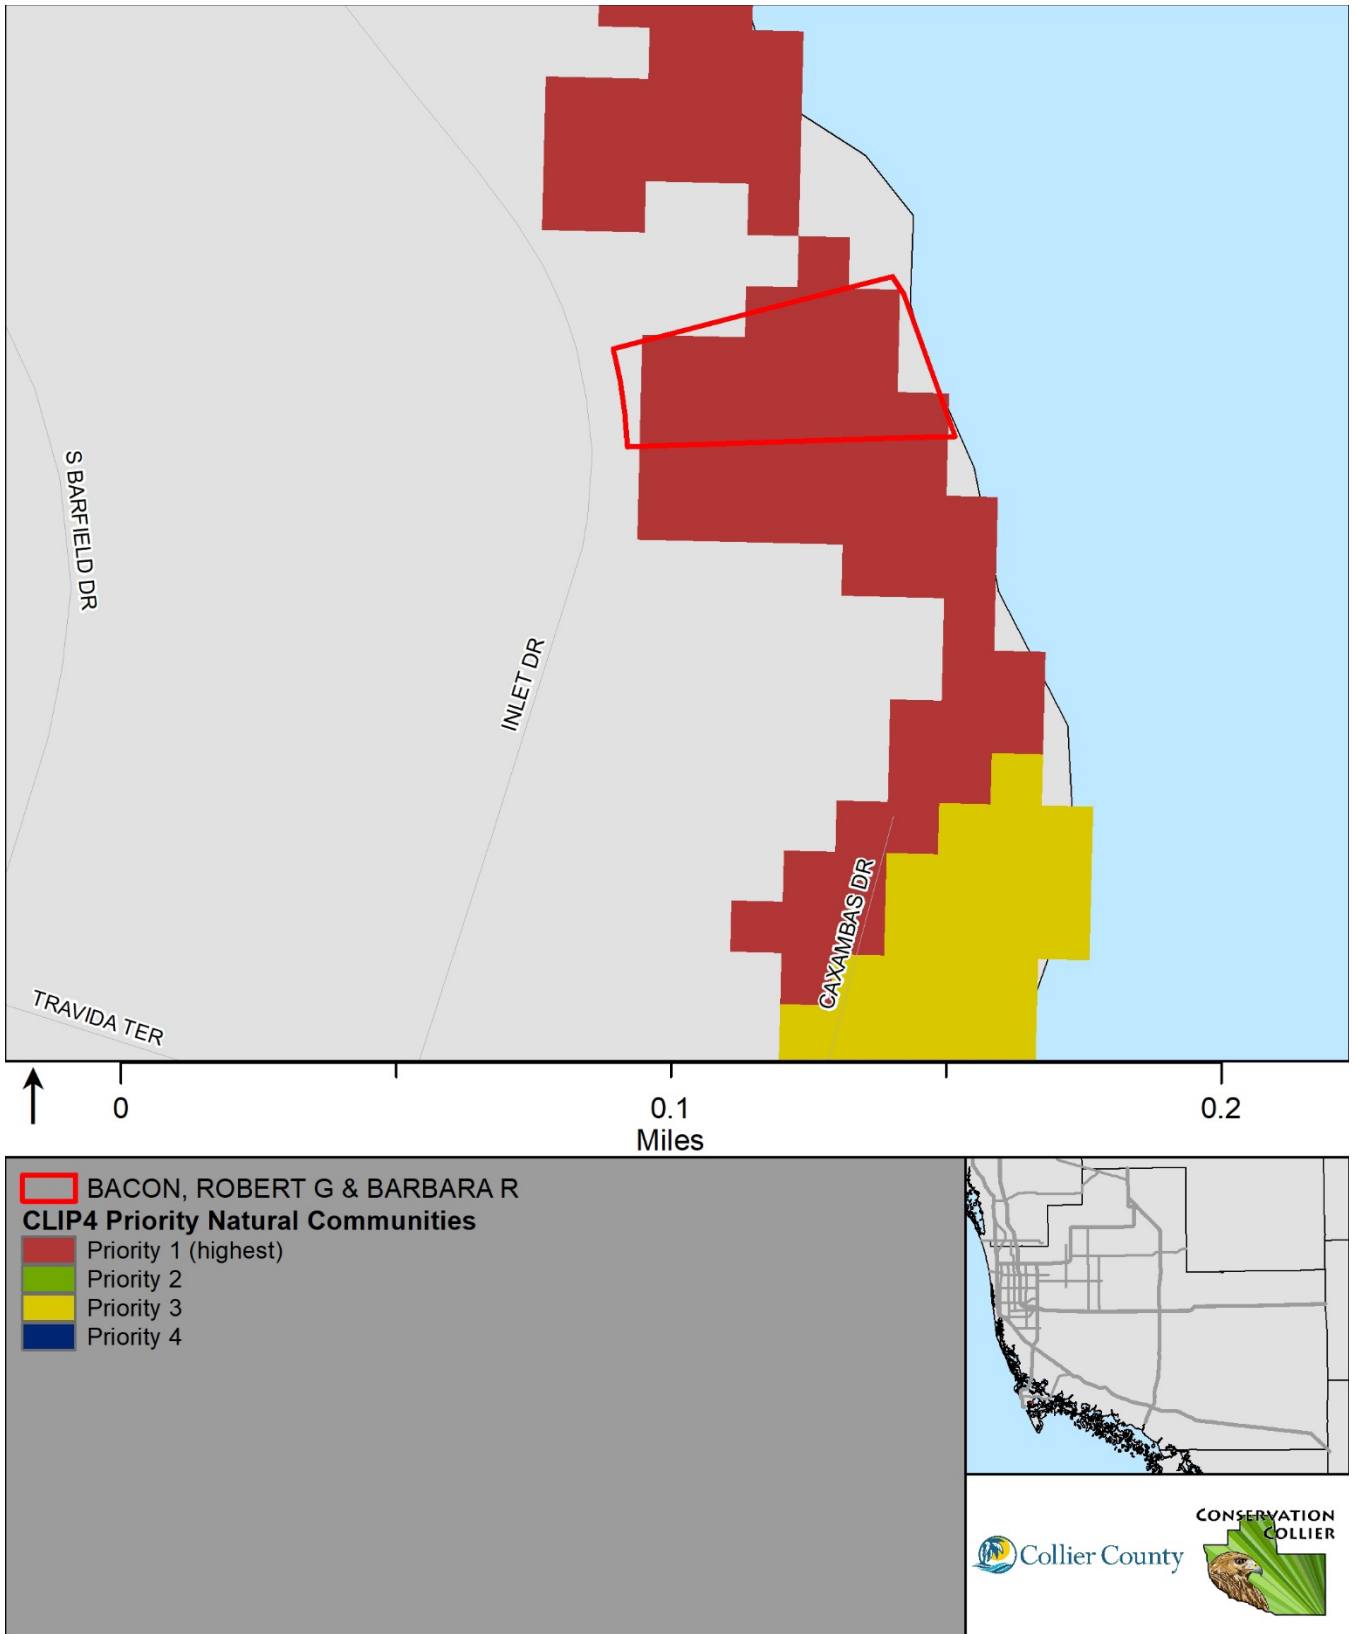 S BARFIELD DR
INLET DR
CAXAMBAS DR
TRAVIDA TER
0
0.1
0.2
Miles
BACON, ROBERT G & BARBARA R
CLIP4 Priority Natural Communities
Priority 1 (highest)
Priority 2
Priority 3
Priority 4
CONSERVATION
COLLIER
Collier County